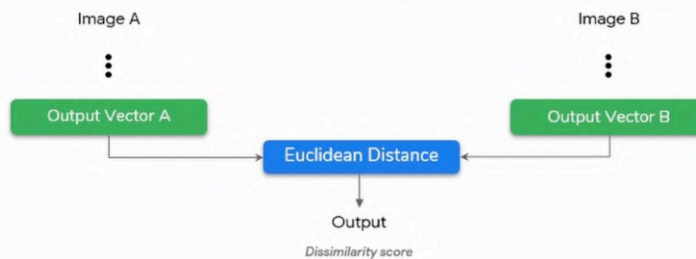 Image A
Image B
Output Vector A
Output Vector B
Euclidean Distance
Output
Dissimilarity score